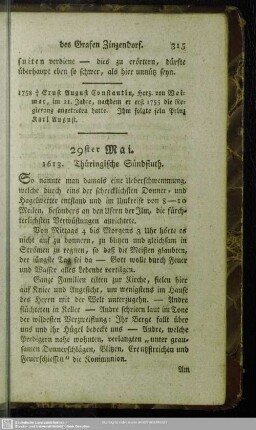 des Grafen Zinzendorf. 315
suiten verdiene — dies zu erörtern, dürfte
überhaupt eben so schwer, als hier unnütz seyn.
1758 † Ernst August Constantin, Herz. von Wei-
mar, im 21. Jahre, nachdem er erst 1755 die Re-
gierung angetreten hatte. Ihm folgte sein Prinz
Karl August.
29ster Mai.
1613. Thüringische Sündfluth.
So nannte man damals eine Ueberschwemmung,
welche durch eins der schrecklichsten Donner- und
Hagelwetter entstand und im Umkreise von 8—10
Meilen, besonders an den Ufern der Ilm, die fürch-
terlichsten Verwüstungen anrichtete.
Von Mittags 4 bis Morgens 3 Uhr hörte es
nicht auf zu donnern, zu blitzen und gleichsam in
Strömen zu regnen, so daß die Meisten glaubten,
der jüngste Tag sei da — Gott wolle durch Feuer
und Wasser alles Lebende vertilgen.
Ganze Familien eilten zur Kirche, fielen hier
auf Knie und Angesicht, um wenigstens im Hause
des Herrn mit der Welt unterzugehn. — Andre
flüchteten in Keller — Andre schrieen laut im Tone
der wildesten Verzweiflung: Ihr Berge fallt über
uns und ihr Hügel bedeckt uns — Andre, welche
Predigern nahe wohnten, verlangten „unter grau-
samen Donnerschlägen, Blitzen, Creutzstreichen und
Feuerschiessen“ die Kommunion.
Am